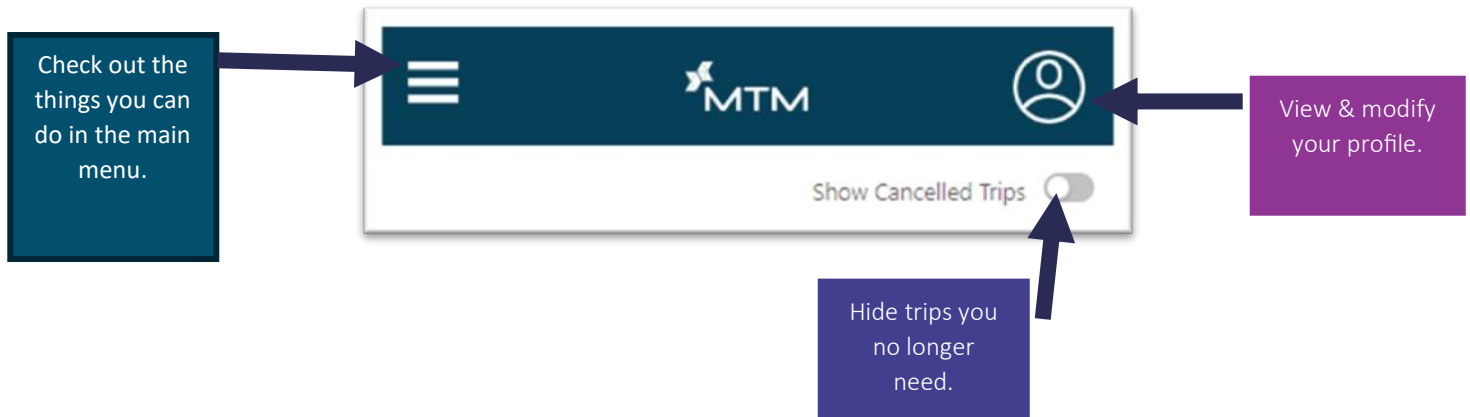 Check out the
things you can
do in the main
menu.
MTM
View & modify
your profile.
Show Cancelled Trips
Hide trips you
no longer
need.